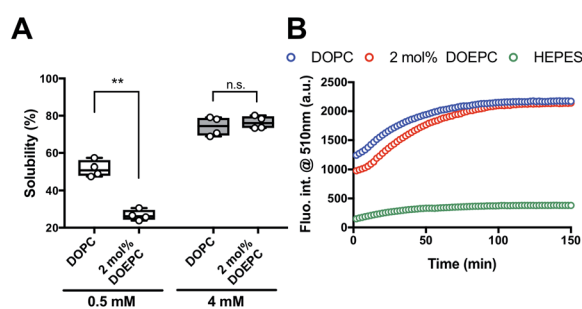 A
Solubility (%)
100
80
60
40
20
**
n.s.
DOPC
2 mol%
DOEPC
DOPC
2 mol%
DOEPC
0.5 mM
4 mM
B
DOPC 2 mol% DOEPC HEPES
Fluo. int. @ 510nm (a.u.)
2500
2000
1500
1000
500
0
0 50 100 150
Time (min)